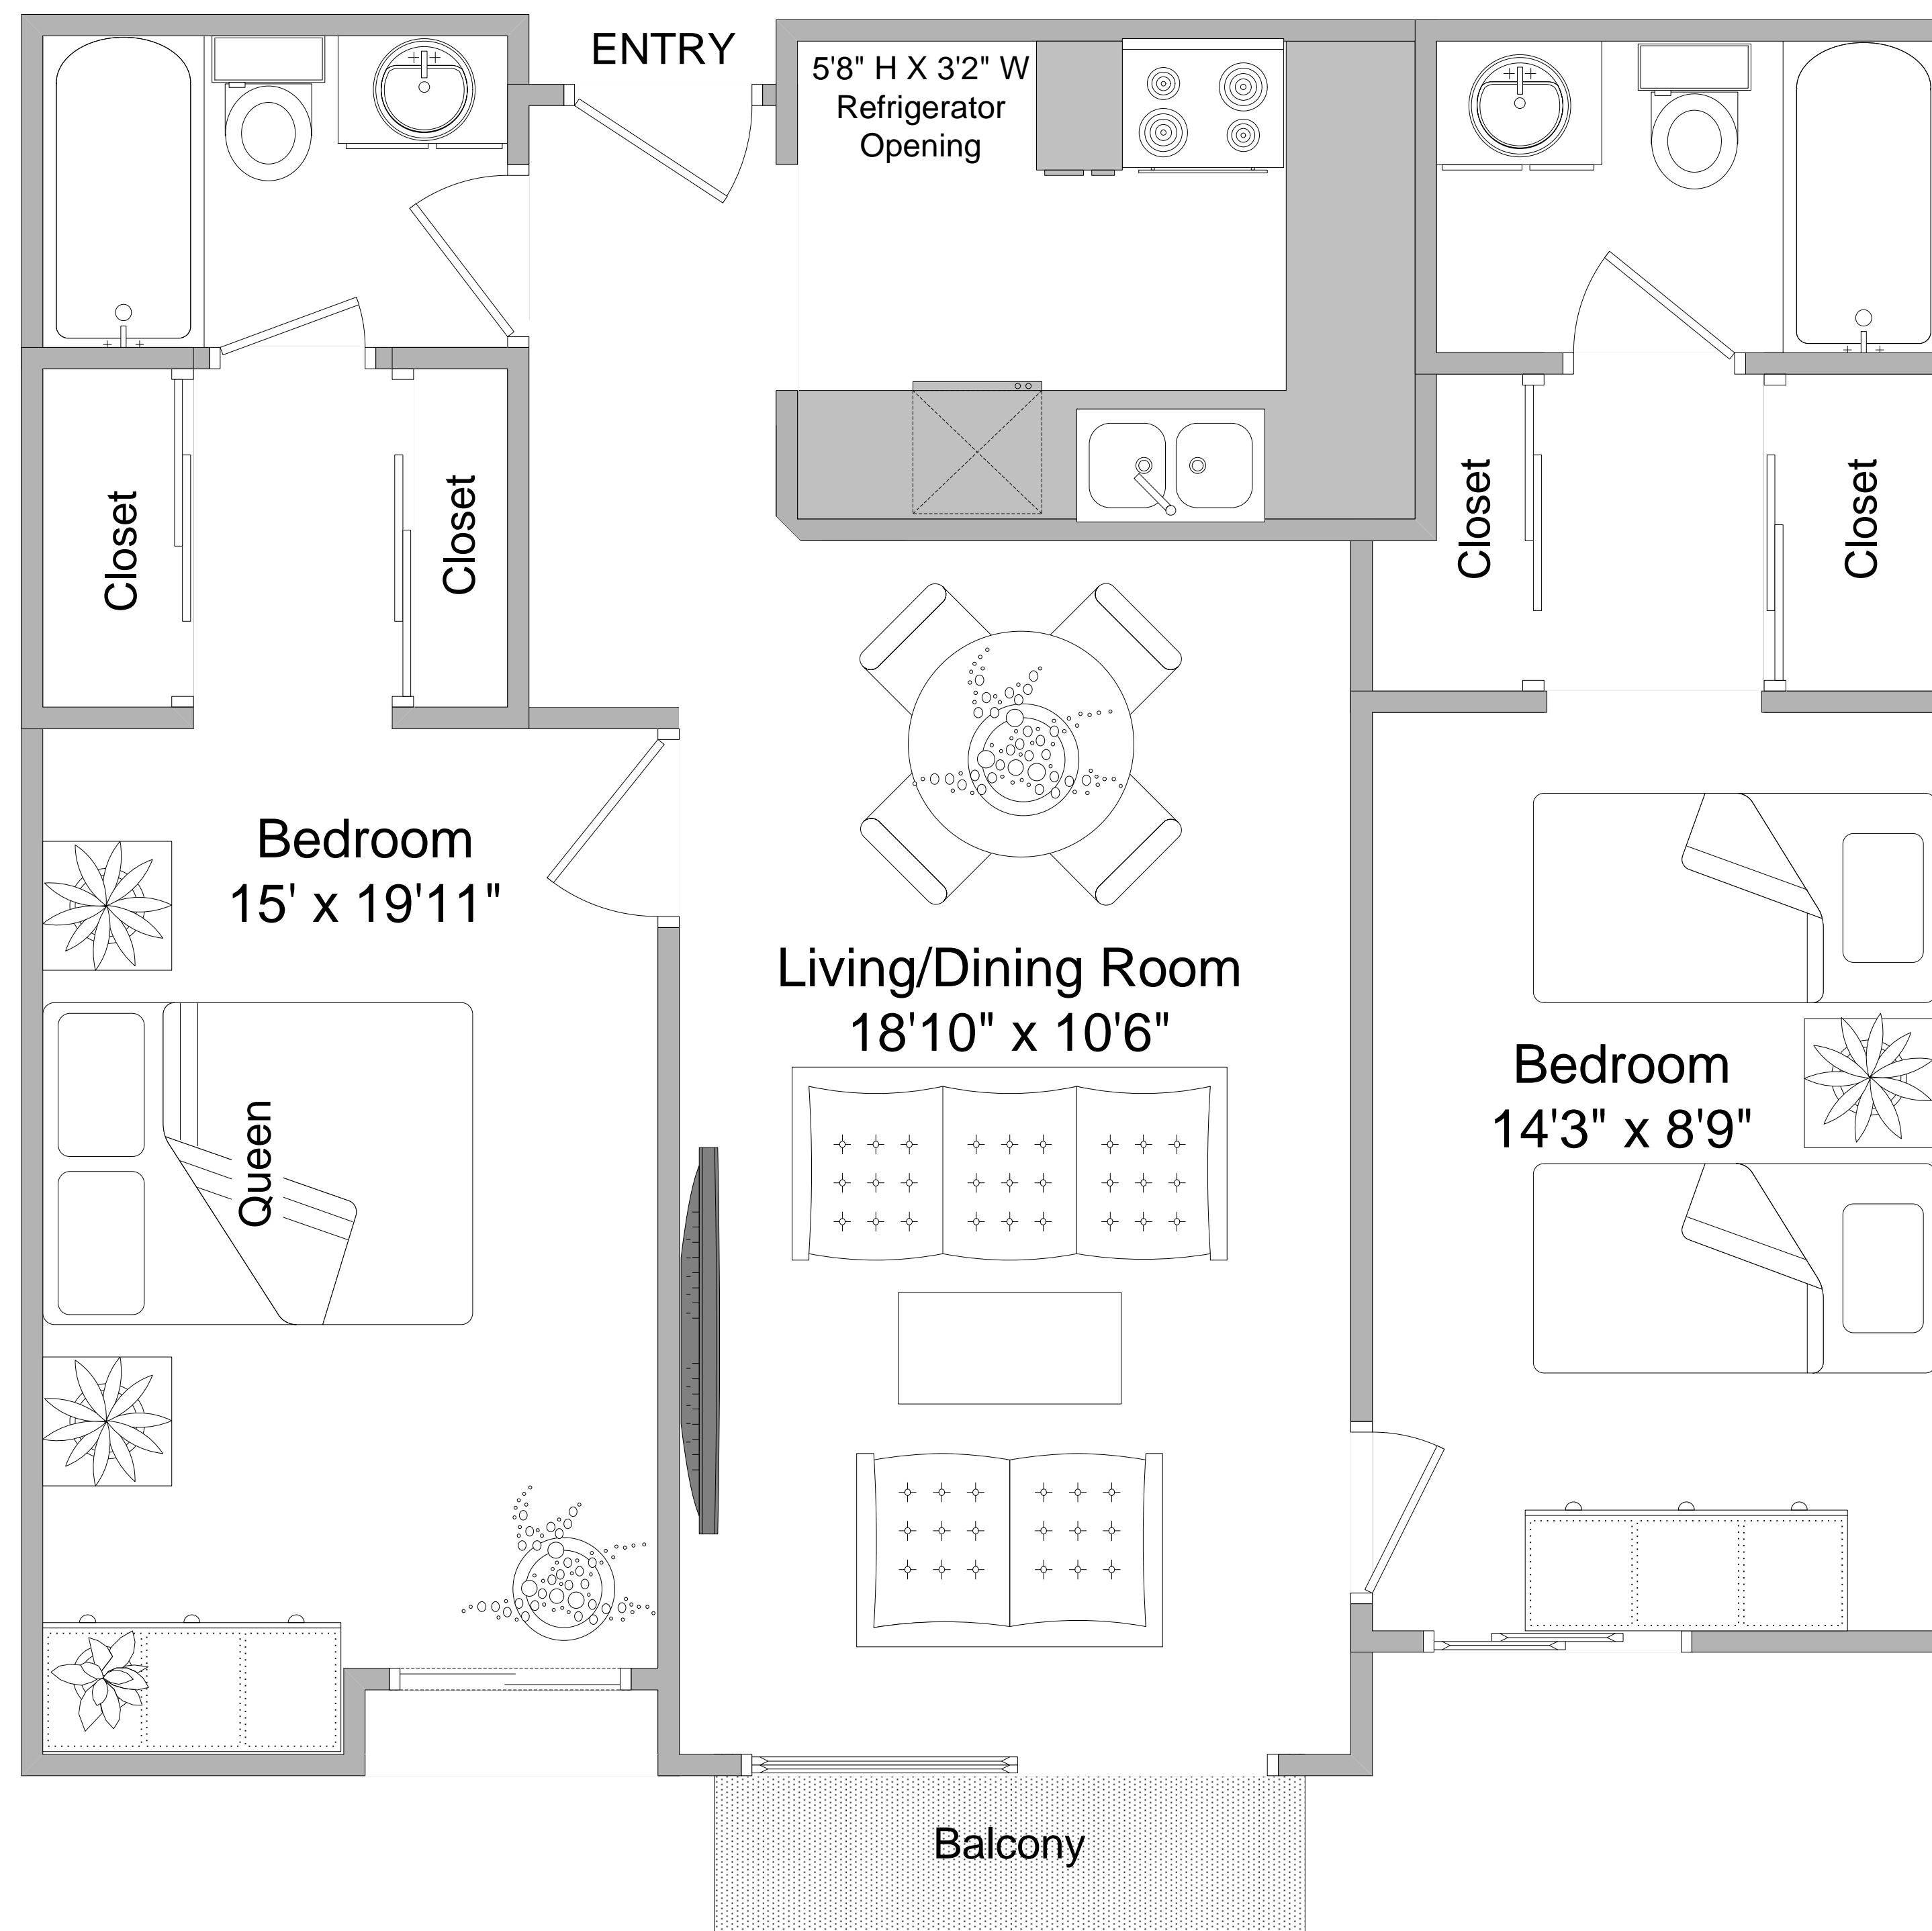 ENTRY
5'8" H X 3'2" W
Refrigerator
Opening
Closet
Closet
Closet
Closet
Bedroom
15' x 19'11"
Living/Dining Room
18'10" x 10'6"
Bedroom
14'3" x 8'9"
Queen
Balcony